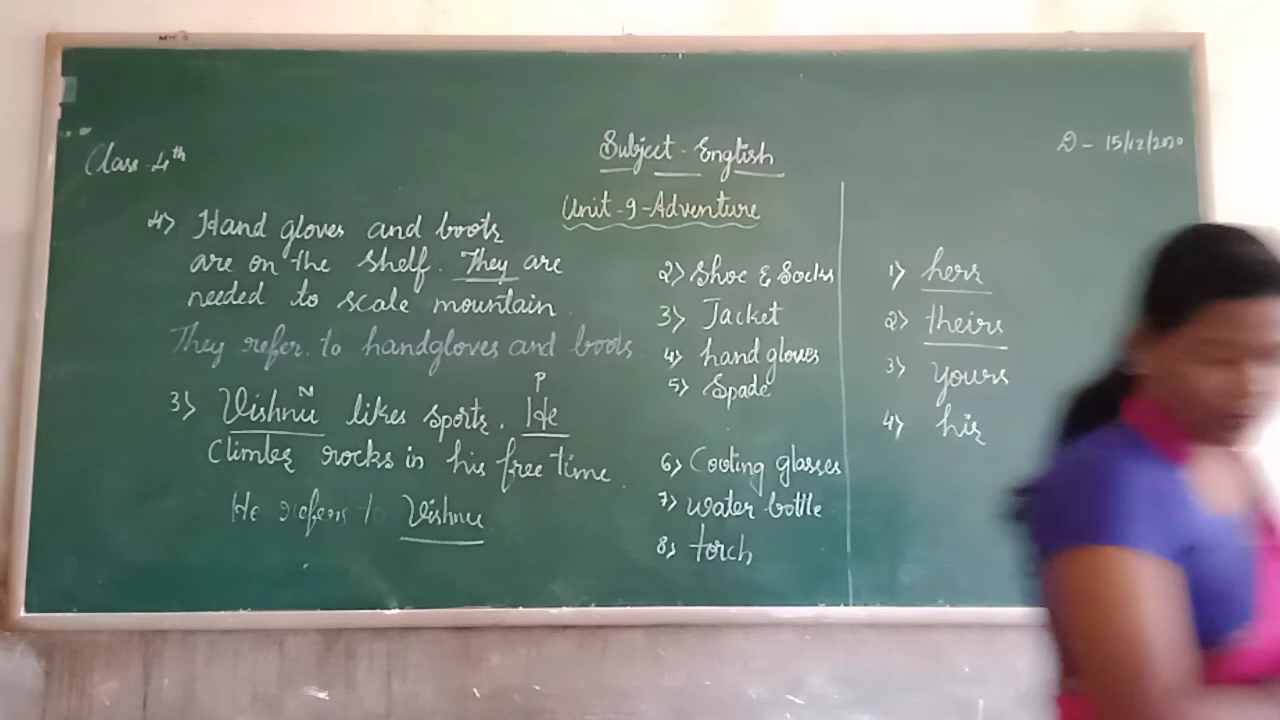 Class-4th
Subject-English
D- 15/12/2020
Unit-9-Adventure
4> Hand gloves and boots
are on the shelf. They are
needed to scale mountain
They refer to handgloves and boots
3> Vishnu likes sports. He
N
P
Climbs rocks in his free time.
He refers to Vishnu
2> Shoe & Socks
3> Jacket
4> hand gloves
5> Spade
6> Cooling glasses
7> water bottle
8> torch
1> hers
2> theirs
3> yours
4> his